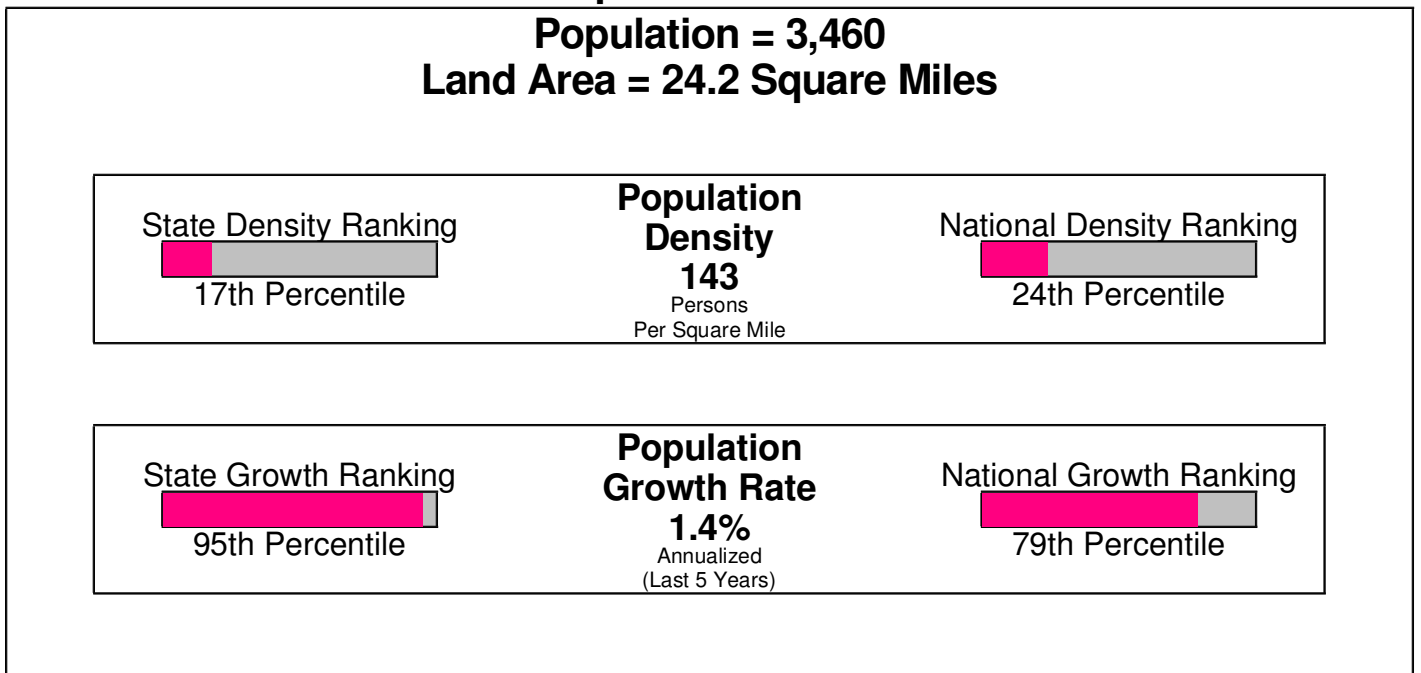 Population = 3,460
Land Area = 24.2 Square Miles
State Density Ranking
17th Percentile
Population
Density
143
Persons
Per Square Mile
National Density Ranking
24th Percentile
State Growth Ranking
95th Percentile
Population
Growth Rate
1.4%
Annualized
(Last 5 Years)
National Growth Ranking
79th Percentile